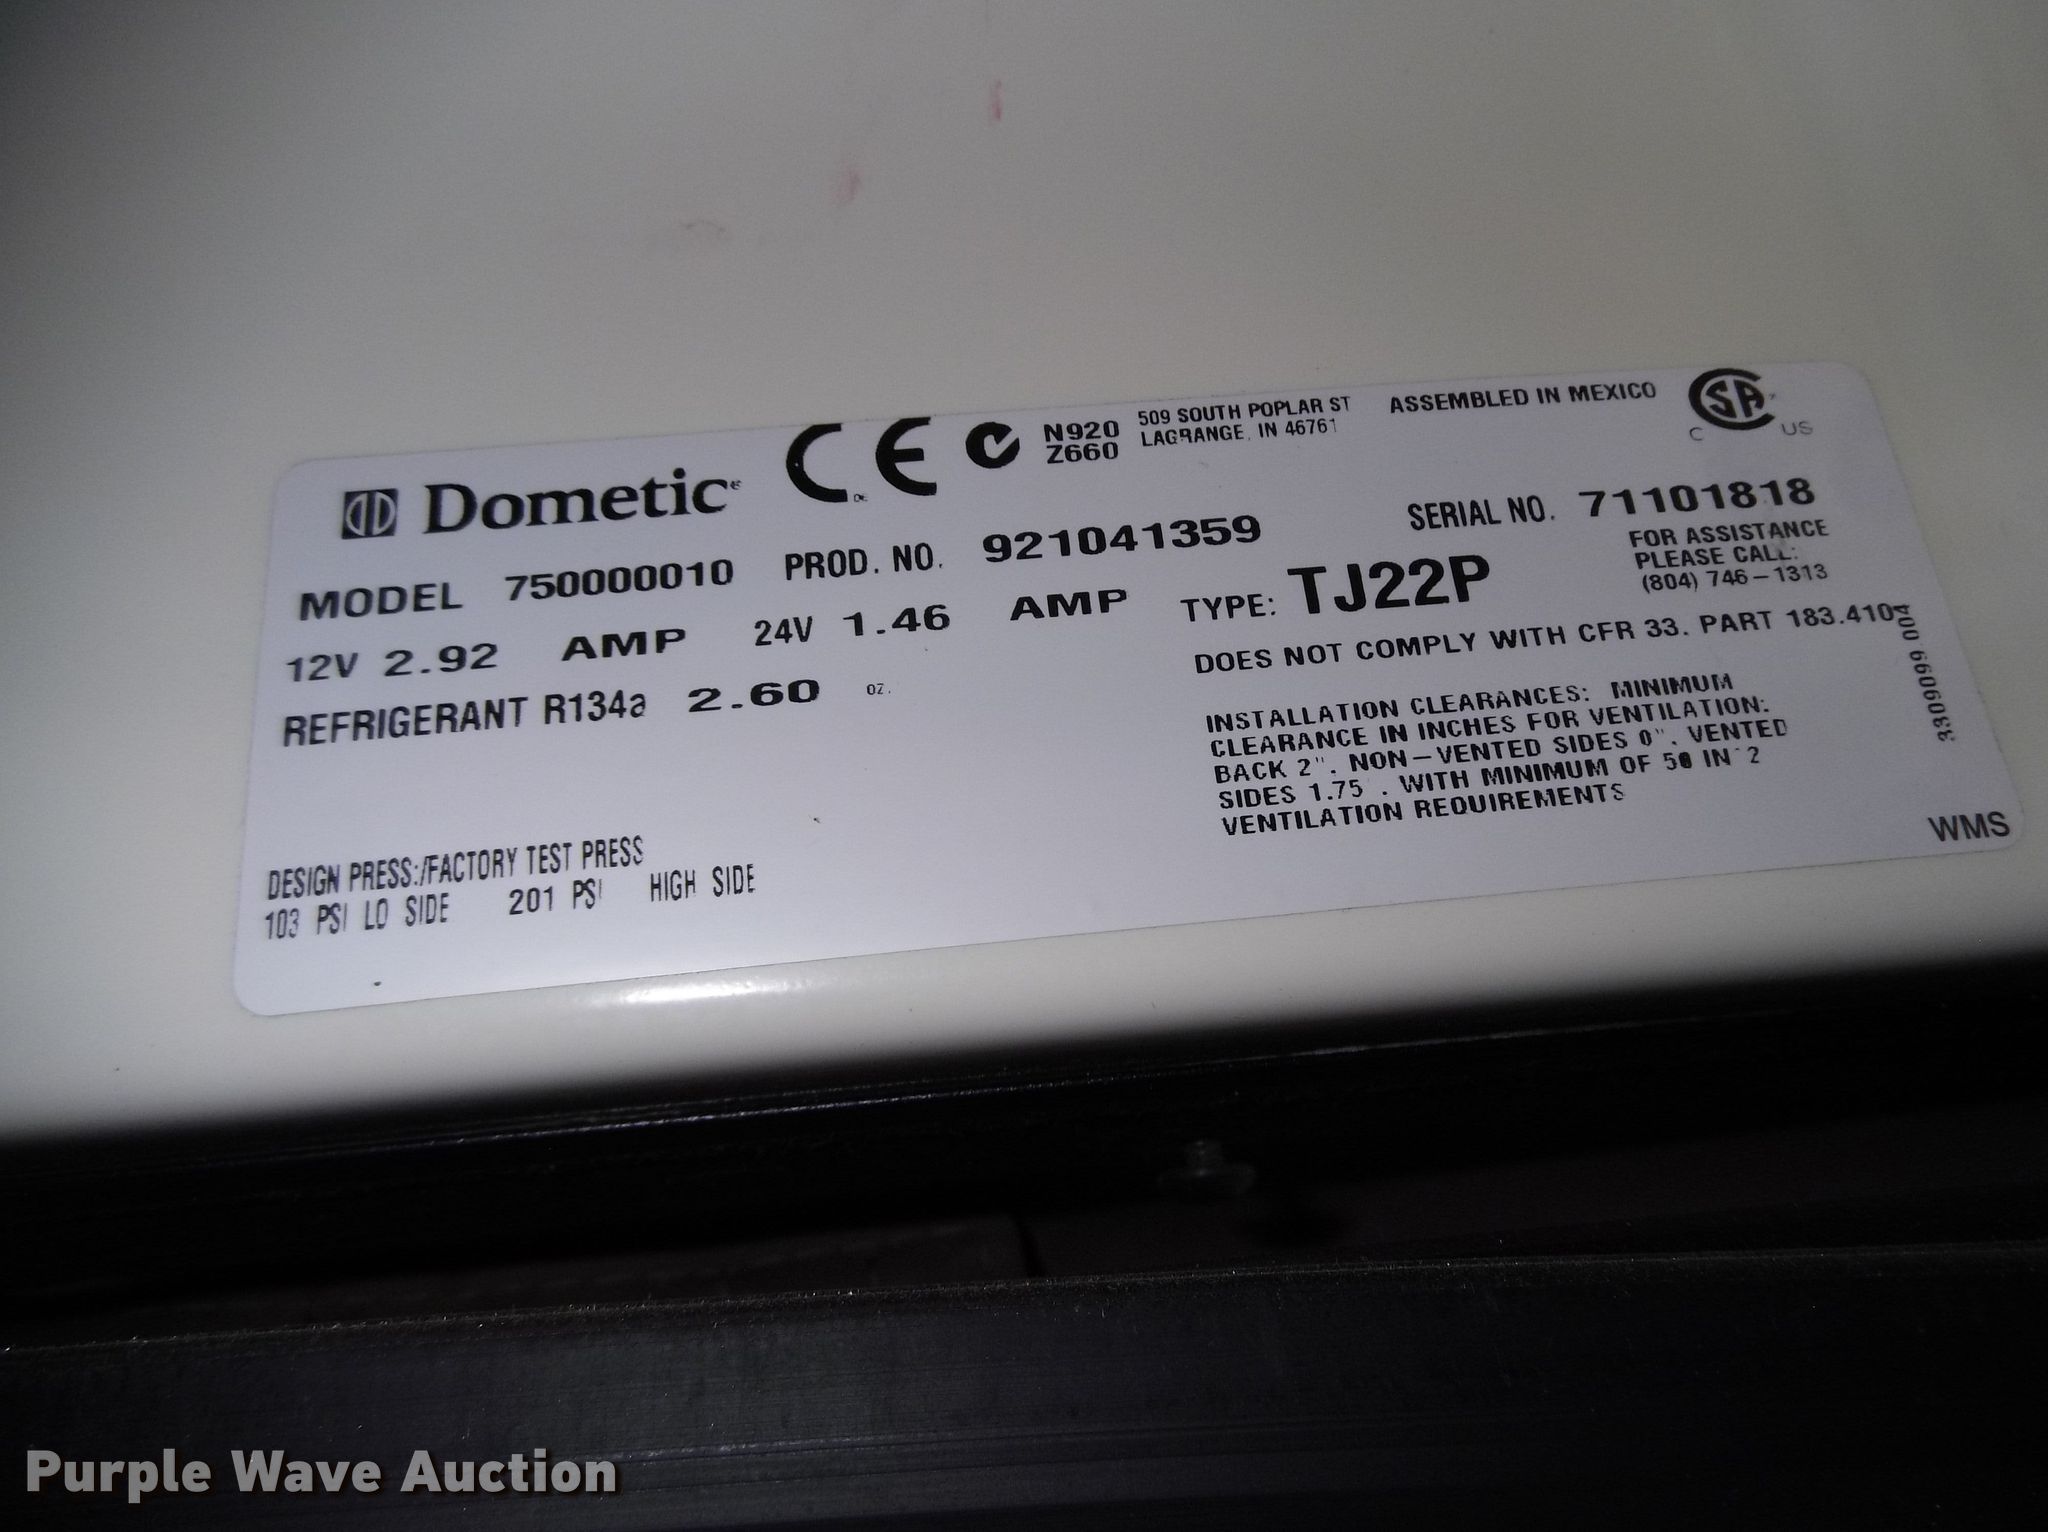 Dometic CE N920 509 SOUTH POPLAR ST ASSEMBLED IN MEXICO CSA
Z660 LAGRANGE, IN 46761 C US
MODEL 750000010 PROD. NO. 921041359 SERIAL NO. 71101818
12V 2.92 AMP 24V 1.46 AMP TYPE: TJ22P
FOR ASSISTANCE
PLEASE CALL:
(804) 746-1313
REFRIGERANT R134a 2.60 oz.
DOES NOT COMPLY WITH CFR 33. PART 183.410
INSTALLATION CLEARANCES: MINIMUM
CLEARANCE IN INCHES FOR VENTILATION:
BACK 2". NON-VENTED SIDES 0". VENTED
SIDES 1.75". WITH MINIMUM OF 50 IN^2
VENTILATION REQUIREMENTS
3309099 004
WMS
DESIGN PRESS:/FACTORY TEST PRESS
103 PSI LO SIDE 201 PSI HIGH SIDE
Purple Wave Auction